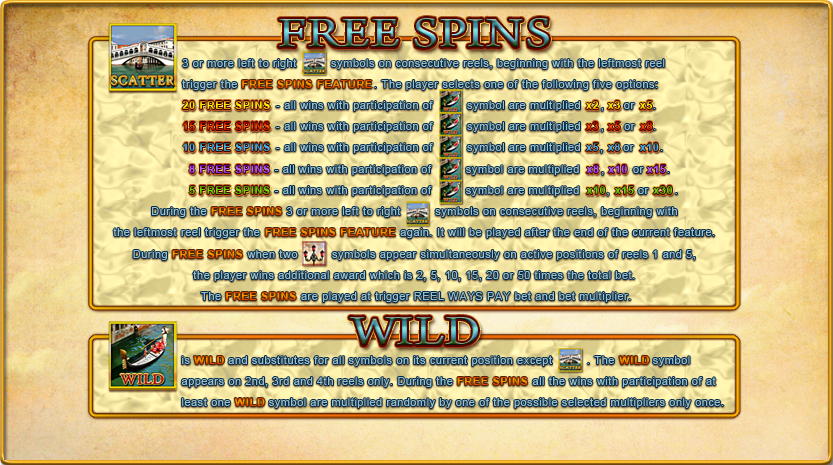 FREE SPINS
SCATTER
3 or more left to right SCATTER symbols on consecutive reels, beginning with the leftmost reel
trigger the FREE SPINS FEATURE. The player selects one of the following five options:
20 FREE SPINS - all wins with participation of symbol are multiplied x2, x3 or x5.
15 FREE SPINS - all wins with participation of symbol are multiplied x3, x5 or x8.
10 FREE SPINS - all wins with participation of symbol are multiplied x5, x8 or x10.
8 FREE SPINS - all wins with participation of symbol are multiplied x8, x10 or x15.
5 FREE SPINS - all wins with participation of symbol are multiplied x10, x15 or x30.
During the FREE SPINS 3 or more left to right SCATTER symbols on consecutive reels, beginning with
the leftmost reel trigger the FREE SPINS FEATURE again. It will be played after the end of the current feature.
During FREE SPINS when two symbols appear simultaneously on active positions of reels 1 and 5,
the player wins additional award which is 2, 5, 10, 15, 20 or 50 times the total bet.
The FREE SPINS are played at trigger REEL WAYS PAY bet and bet multiplier.
WILD
WILD
is WILD and substitutes for all symbols on its current position except SCATTER . The WILD symbol
appears on 2nd, 3rd and 4th reels only. During the FREE SPINS all the wins with participation of at
least one WILD symbol are multiplied randomly by one of the possible selected multipliers only once.